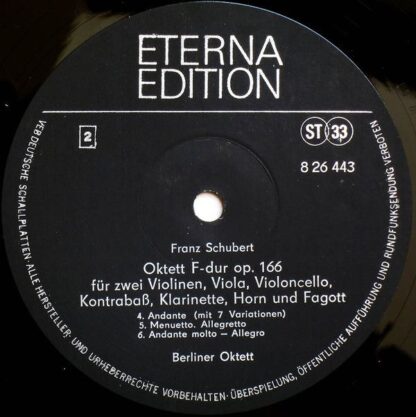 ETERNA
EDITION
2
ST 33
8 26 443
Franz Schubert
Oktett F-dur op. 166
für zwei Violinen, Viola, Violoncello,
Kontrabaß, Klarinette, Horn und Fagott
4. Andante (mit 7 Variationen)
5. Menuetto. Allegretto
6. Andante molto – Allegro
Berliner Oktett
VEB DEUTSCHE SCHALLPLATTEN · ALLE HERSTELLER- UND URHEBERRECHTE VORBEHALTEN · ÜBERSPIELUNG, ÖFFENTLICHE AUFFÜHRUNG UND RUNDFUNKSENDUNG VERBOTEN